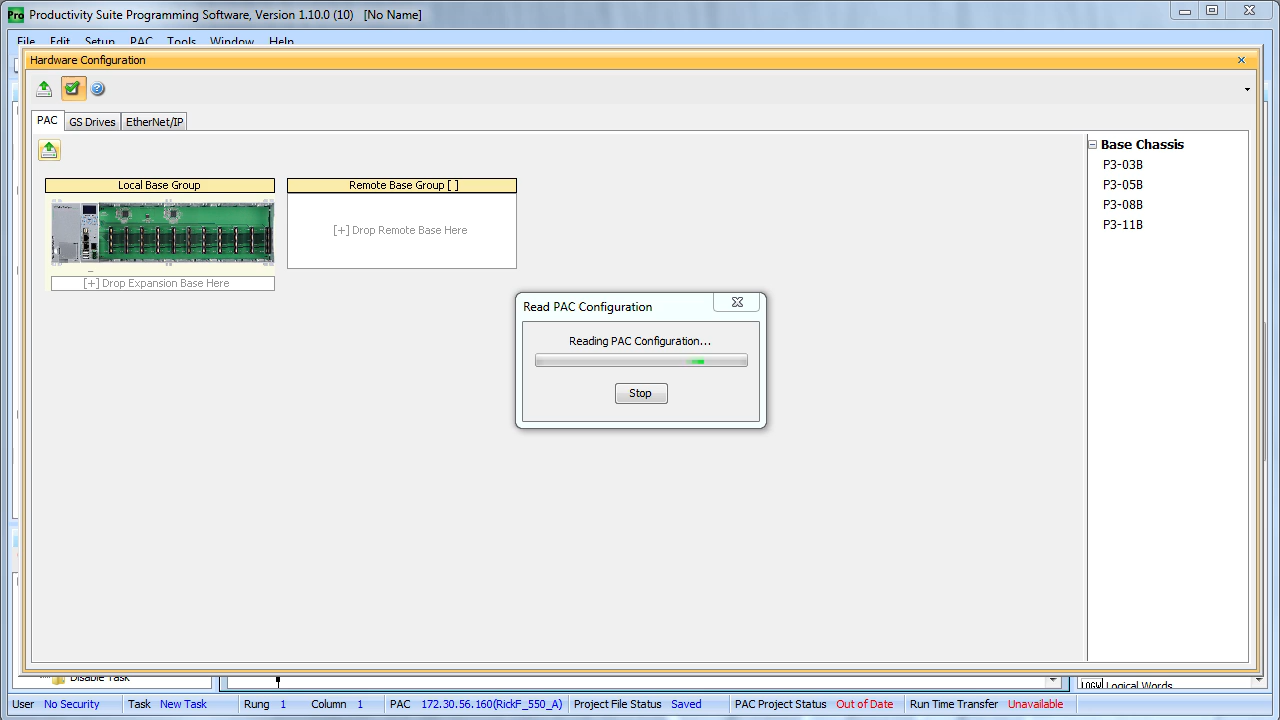 Productivity Suite Programming Software, Version 1.10.0 (10) [No Name]
File Edit Setup PAC Tools Window Help
Hardware Configuration
PAC GS Drives EtherNet/IP
Base Chassis
P3-03B
P3-05B
P3-08B
P3-11B
Local Base Group
Remote Base Group [ ]
[+] Drop Remote Base Here
[+] Drop Expansion Base Here
Read PAC Configuration
Reading PAC Configuration...
Stop
Disable Task
Logical Words
User No Security Task New Task Rung 1 Column 1 PAC 172.30.56.160(RickF_550_A) Project File Status Saved PAC Project Status Out of Date Run Time Transfer Unavailable